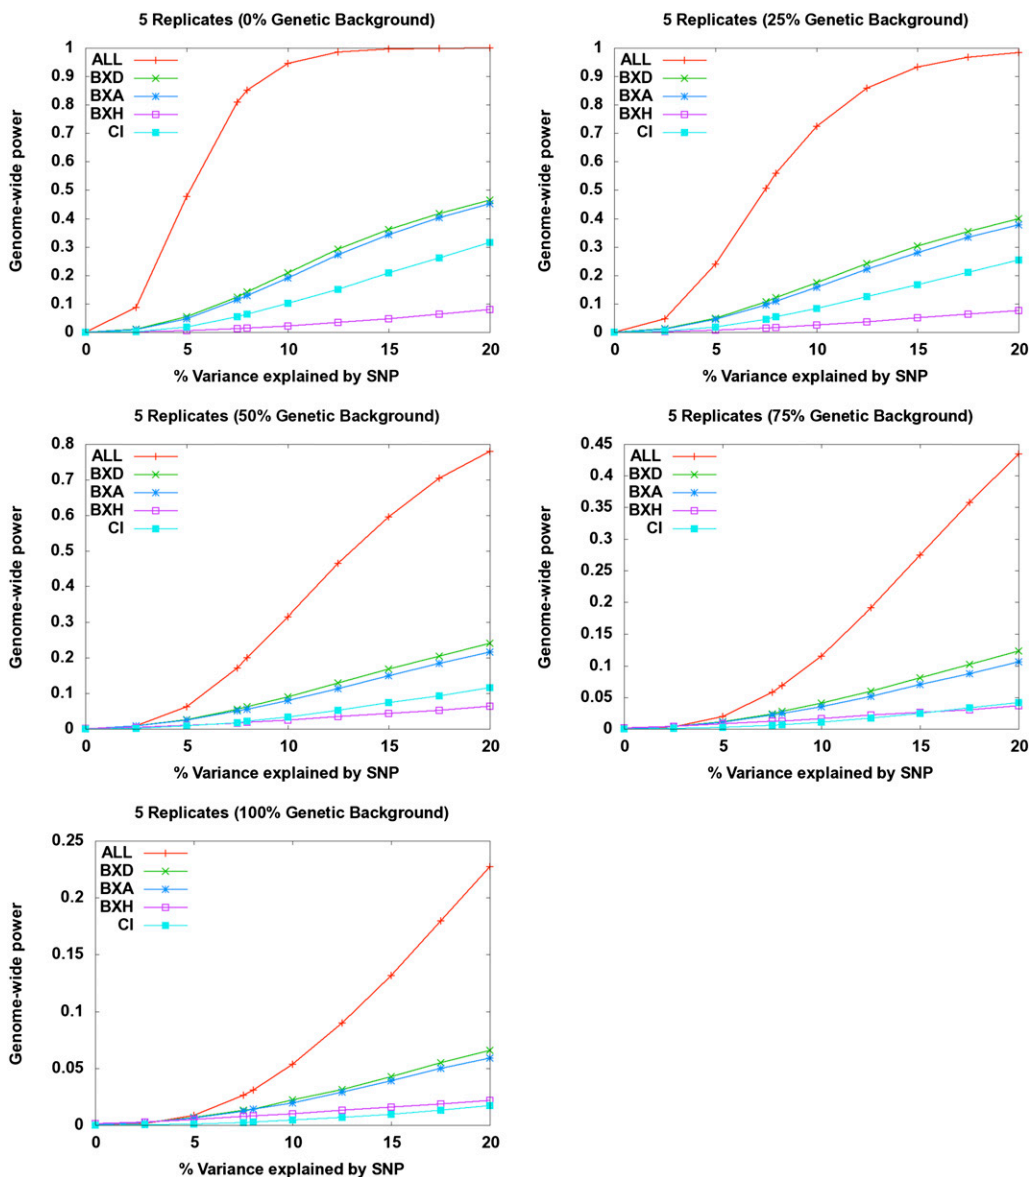 5 Replicates (0% Genetic Background)
1
0.9
0.8
0.7
0.6
0.5
0.4
0.3
0.2
0.1
0
Genome-wide power
ALL
BXD
BXA
BXH
CI
0 5 10 15 20
% Variance explained by SNP
5 Replicates (25% Genetic Background)
1
0.9
0.8
0.7
0.6
0.5
0.4
0.3
0.2
0.1
0
Genome-wide power
ALL
BXD
BXA
BXH
CI
0 5 10 15 20
% Variance explained by SNP
5 Replicates (50% Genetic Background)
0.8
0.7
0.6
0.5
0.4
0.3
0.2
0.1
0
Genome-wide power
ALL
BXD
BXA
BXH
CI
0 5 10 15 20
% Variance explained by SNP
5 Replicates (75% Genetic Background)
0.45
0.4
0.35
0.3
0.25
0.2
0.15
0.1
0.05
0
Genome-wide power
ALL
BXD
BXA
BXH
CI
0 5 10 15 20
% Variance explained by SNP
5 Replicates (100% Genetic Background)
0.25
0.2
0.15
0.1
0.05
0
Genome-wide power
ALL
BXD
BXA
BXH
CI
0 5 10 15 20
% Variance explained by SNP